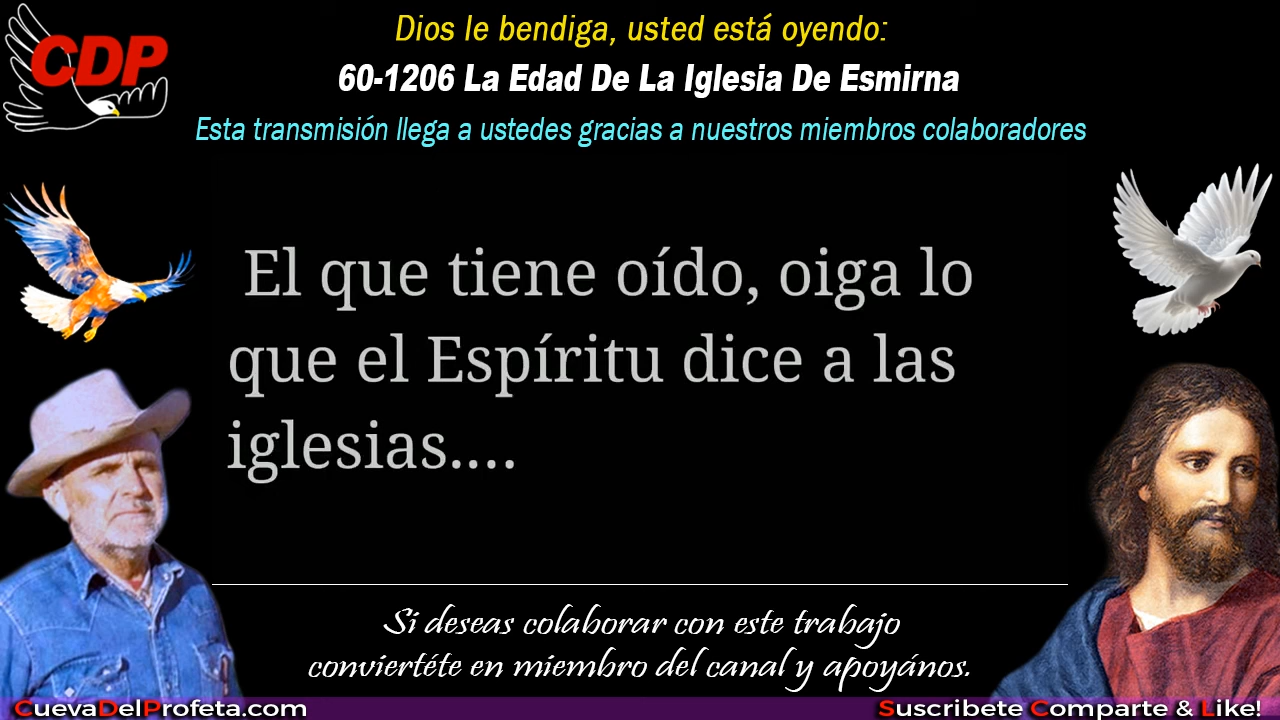 CDP
Dios le bendiga, usted está oyendo:
60-1206 La Edad De La Iglesia De Esmirna
Esta transmisión llega a ustedes gracias a nuestros miembros colaboradores
El que tiene oído, oiga lo
que el Espíritu dice a las
iglesias....
Si deseas colaborar con este trabajo
conviertéte en miembro del canal y apoyános.
CuevaDelProfeta.com
Suscribete Comparte & Like!